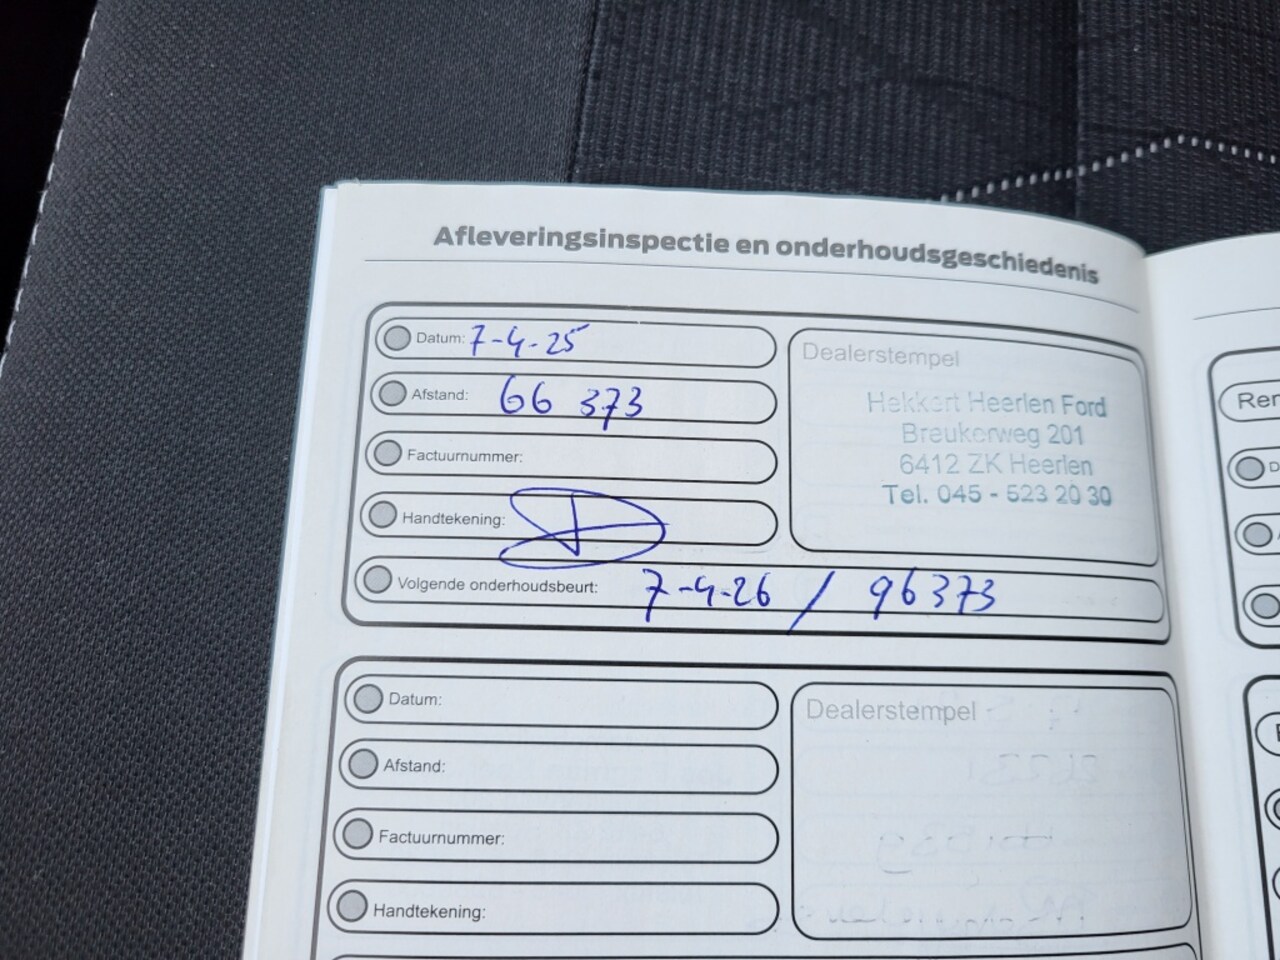 Afleveringsinspectie en onderhoudsgeschiedenis
Datum: 7-4-25
Afstand: 66 373
Factuurnummer:
Handtekening:
Volgende onderhoudsbeurt: 7-4-26 / 96373
Dealerstempel
Hekkert Heerlen Ford
Breukerweg 201
6412 ZK Heerlen
Tel. 045 - 523 20 30
Datum:
Afstand:
Factuurnummer:
Handtekening:
Dealerstempel